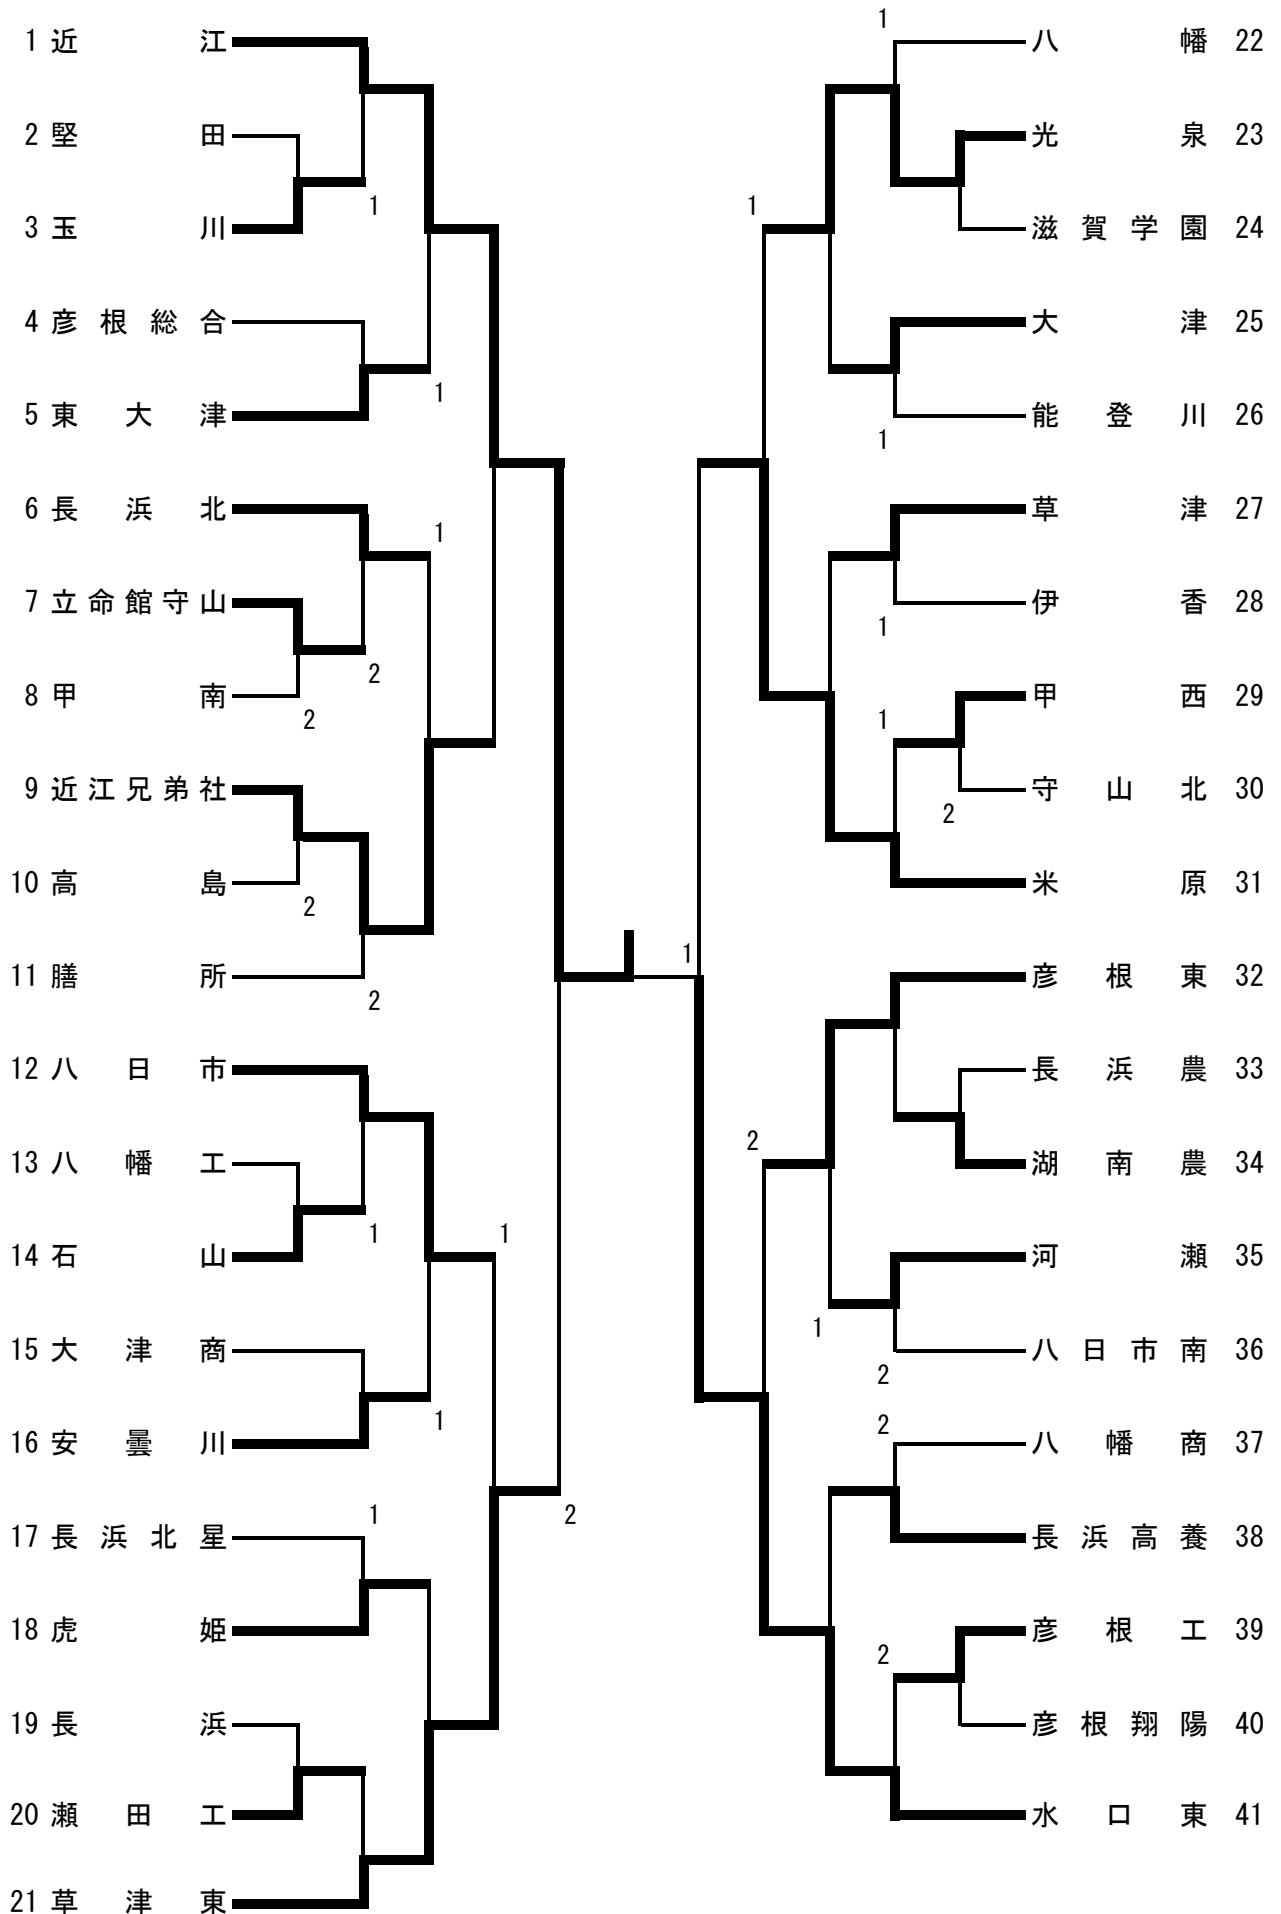 1 近江
2 堅田
3 玉川
1
4 彦根総合
5 東大津
1
6 長浜北
1
7 立命館守山
2
8 甲南
2
9 近江兄弟社
10 高島
2
11 膳所
2
12 八日市
13 八幡工
14 石山
1
1
15 大津商
16 安曇川
1
17 長浜北星
1
2
18 虎姫
19 長浜
20 瀬田工
21 草津東
1
八幡 22
光泉 23
滋賀学園 24
1
大津 25
能登川 26
1
草津 27
伊香 28
1
甲西 29
1
守山北 30
2
米原 31
1
彦根東 32
長浜農 33
湖南農 34
2
河瀬 35
1
八日市南 36
2
八幡商 37
2
長浜高養 38
彦根工 39
2
彦根翔陽 40
水口東 41